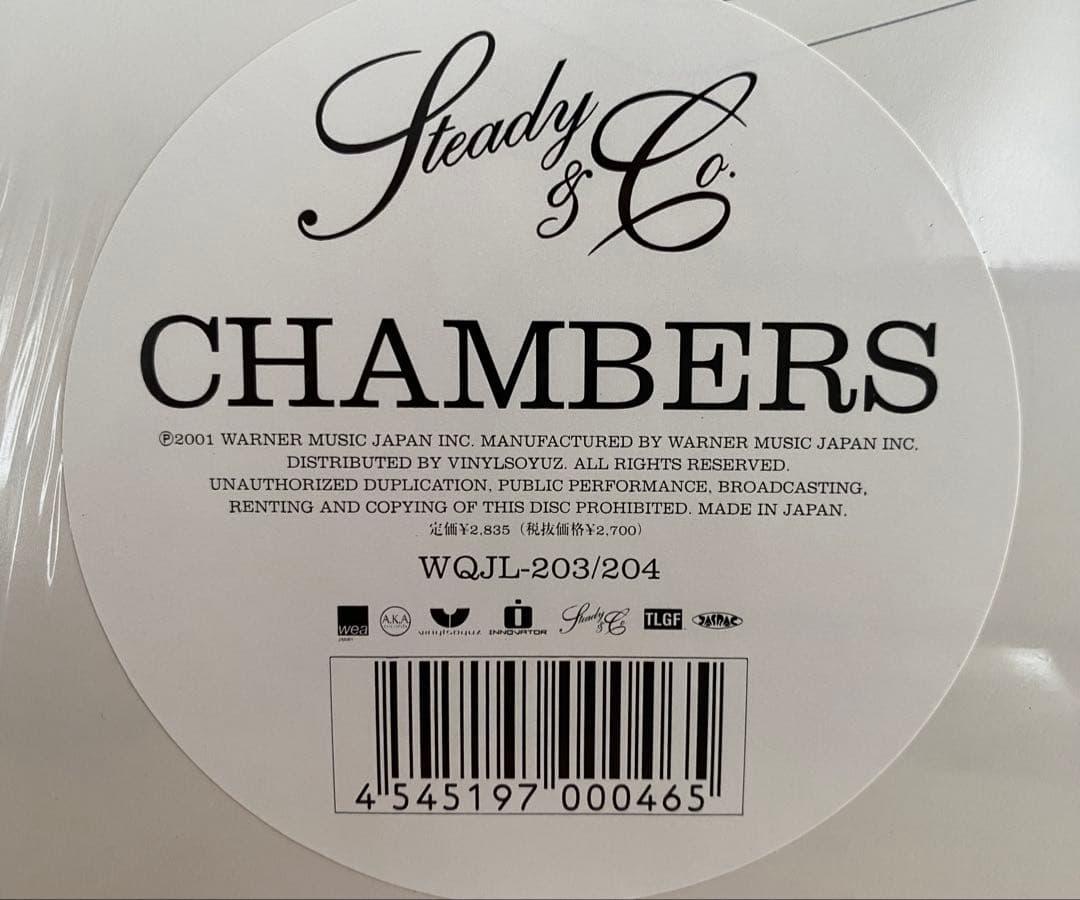 Steady & Co.
CHAMBERS
Ⓟ2001 WARNER MUSIC JAPAN INC. MANUFACTURED BY WARNER MUSIC JAPAN INC.
DISTRIBUTED BY VINYLSOYUZ. ALL RIGHTS RESERVED.
UNAUTHORIZED DUPLICATION, PUBLIC PERFORMANCE, BROADCASTING,
RENTING AND COPYING OF THIS DISC PROHIBITED. MADE IN JAPAN.
定価¥2,835（税抜価格¥2,700）
WQJL-203/204
wea A.K.A vinylsoyuz INNOVATOR Steady & Co. TLGF JASRAC
4 545197 000465